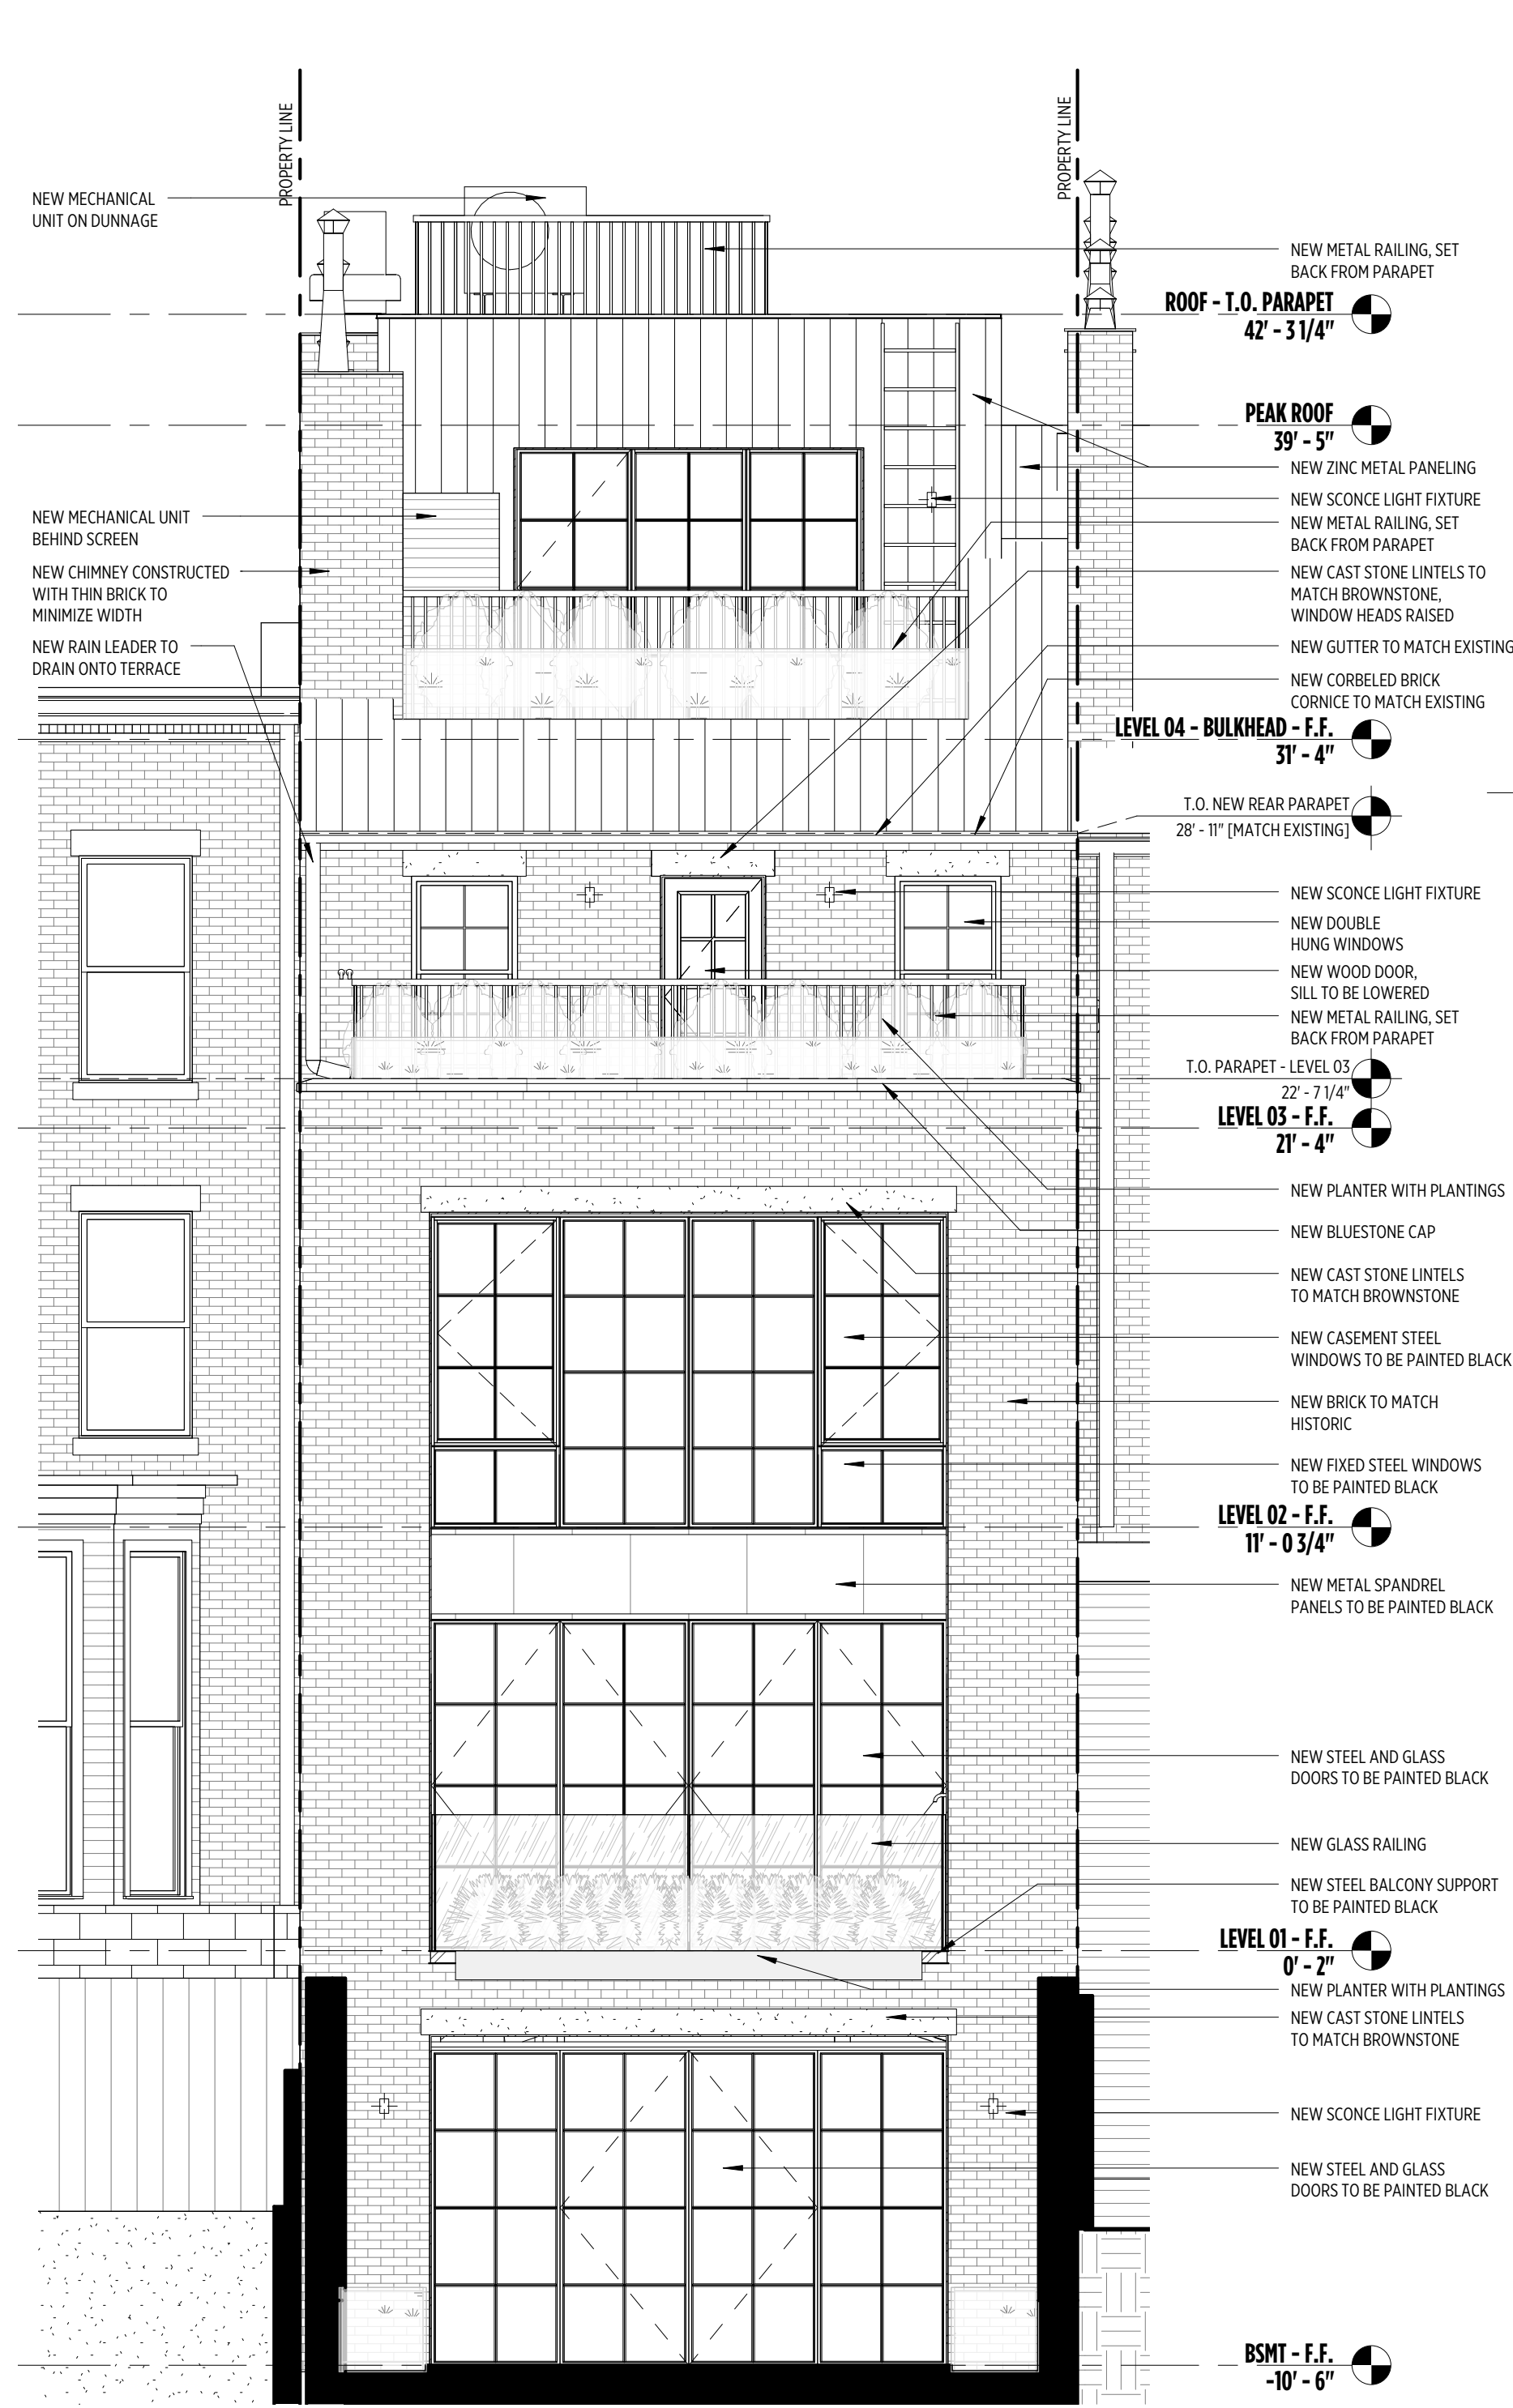 PROPERTY LINE
PROPERTY LINE
NEW MECHANICAL
UNIT ON DUNNAGE
NEW MECHANICAL UNIT
BEHIND SCREEN
NEW CHIMNEY CONSTRUCTED
WITH THIN BRICK TO
MINIMIZE WIDTH
NEW RAIN LEADER TO
DRAIN ONTO TERRACE
NEW METAL RAILING, SET
BACK FROM PARAPET
ROOF - T.O. PARAPET
42' - 3 1/4"
PEAK ROOF
39' - 5"
NEW ZINC METAL PANELING
NEW SCONCE LIGHT FIXTURE
NEW METAL RAILING, SET
BACK FROM PARAPET
NEW CAST STONE LINTELS TO
MATCH BROWNSTONE,
WINDOW HEADS RAISED
NEW GUTTER TO MATCH EXISTING
NEW CORBELED BRICK
CORNICE TO MATCH EXISTING
LEVEL 04 - BULKHEAD - F.F.
31' - 4"
T.O. NEW REAR PARAPET
28' - 11" [MATCH EXISTING]
NEW SCONCE LIGHT FIXTURE
NEW DOUBLE
HUNG WINDOWS
NEW WOOD DOOR,
SILL TO BE LOWERED
NEW METAL RAILING, SET
BACK FROM PARAPET
T.O. PARAPET - LEVEL 03
22' - 7 1/4"
LEVEL 03 - F.F.
21' - 4"
NEW PLANTER WITH PLANTINGS
NEW BLUESTONE CAP
NEW CAST STONE LINTELS
TO MATCH BROWNSTONE
NEW CASEMENT STEEL
WINDOWS TO BE PAINTED BLACK
NEW BRICK TO MATCH
HISTORIC
NEW FIXED STEEL WINDOWS
TO BE PAINTED BLACK
LEVEL 02 - F.F.
11' - 0 3/4"
NEW METAL SPANDREL
PANELS TO BE PAINTED BLACK
NEW STEEL AND GLASS
DOORS TO BE PAINTED BLACK
NEW GLASS RAILING
NEW STEEL BALCONY SUPPORT
TO BE PAINTED BLACK
LEVEL 01 - F.F.
0' - 2"
NEW PLANTER WITH PLANTINGS
NEW CAST STONE LINTELS
TO MATCH BROWNSTONE
NEW SCONCE LIGHT FIXTURE
NEW STEEL AND GLASS
DOORS TO BE PAINTED BLACK
BSMT - F.F.
-10' - 6"